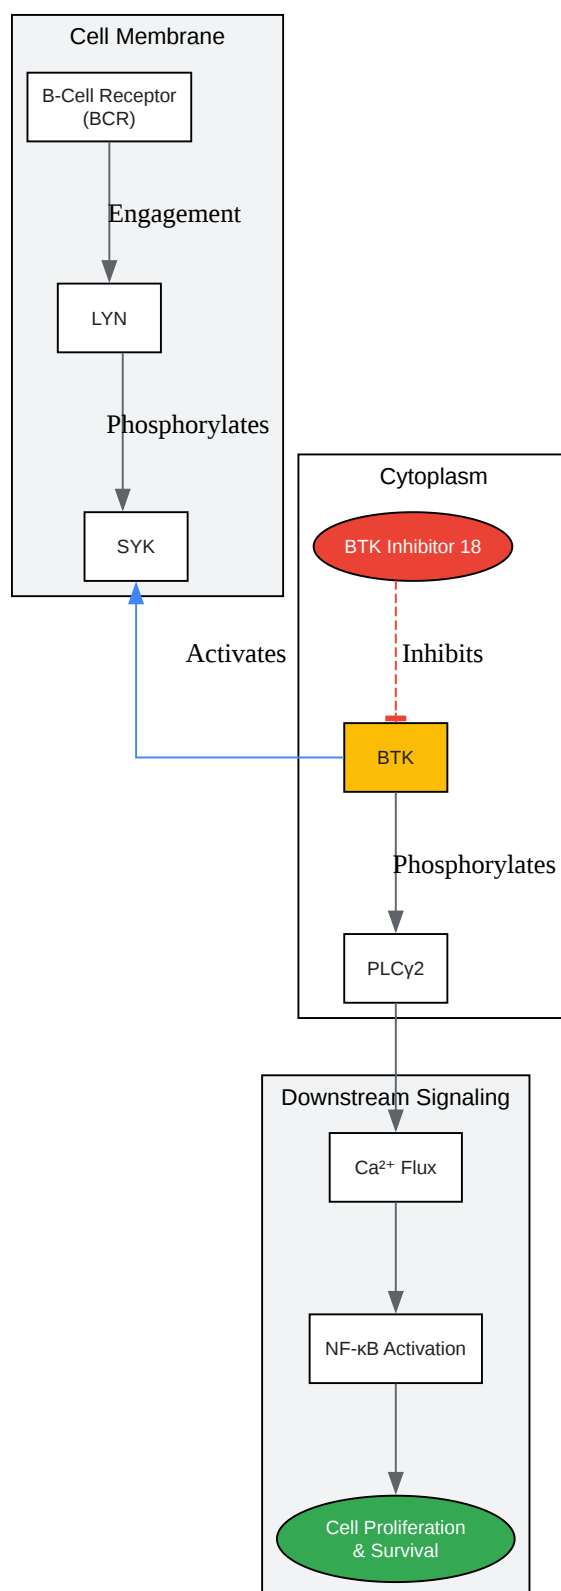 Cell Membrane
B-Cell Receptor
(BCR)
Engagement
LYN
Phosphorylates
SYK
Cytoplasm
BTK Inhibitor 18
Activates
Inhibits
BTK
Phosphorylates
PLCγ2
Downstream Signaling
Ca²⁺ Flux
NF-κB Activation
Cell Proliferation
& Survival